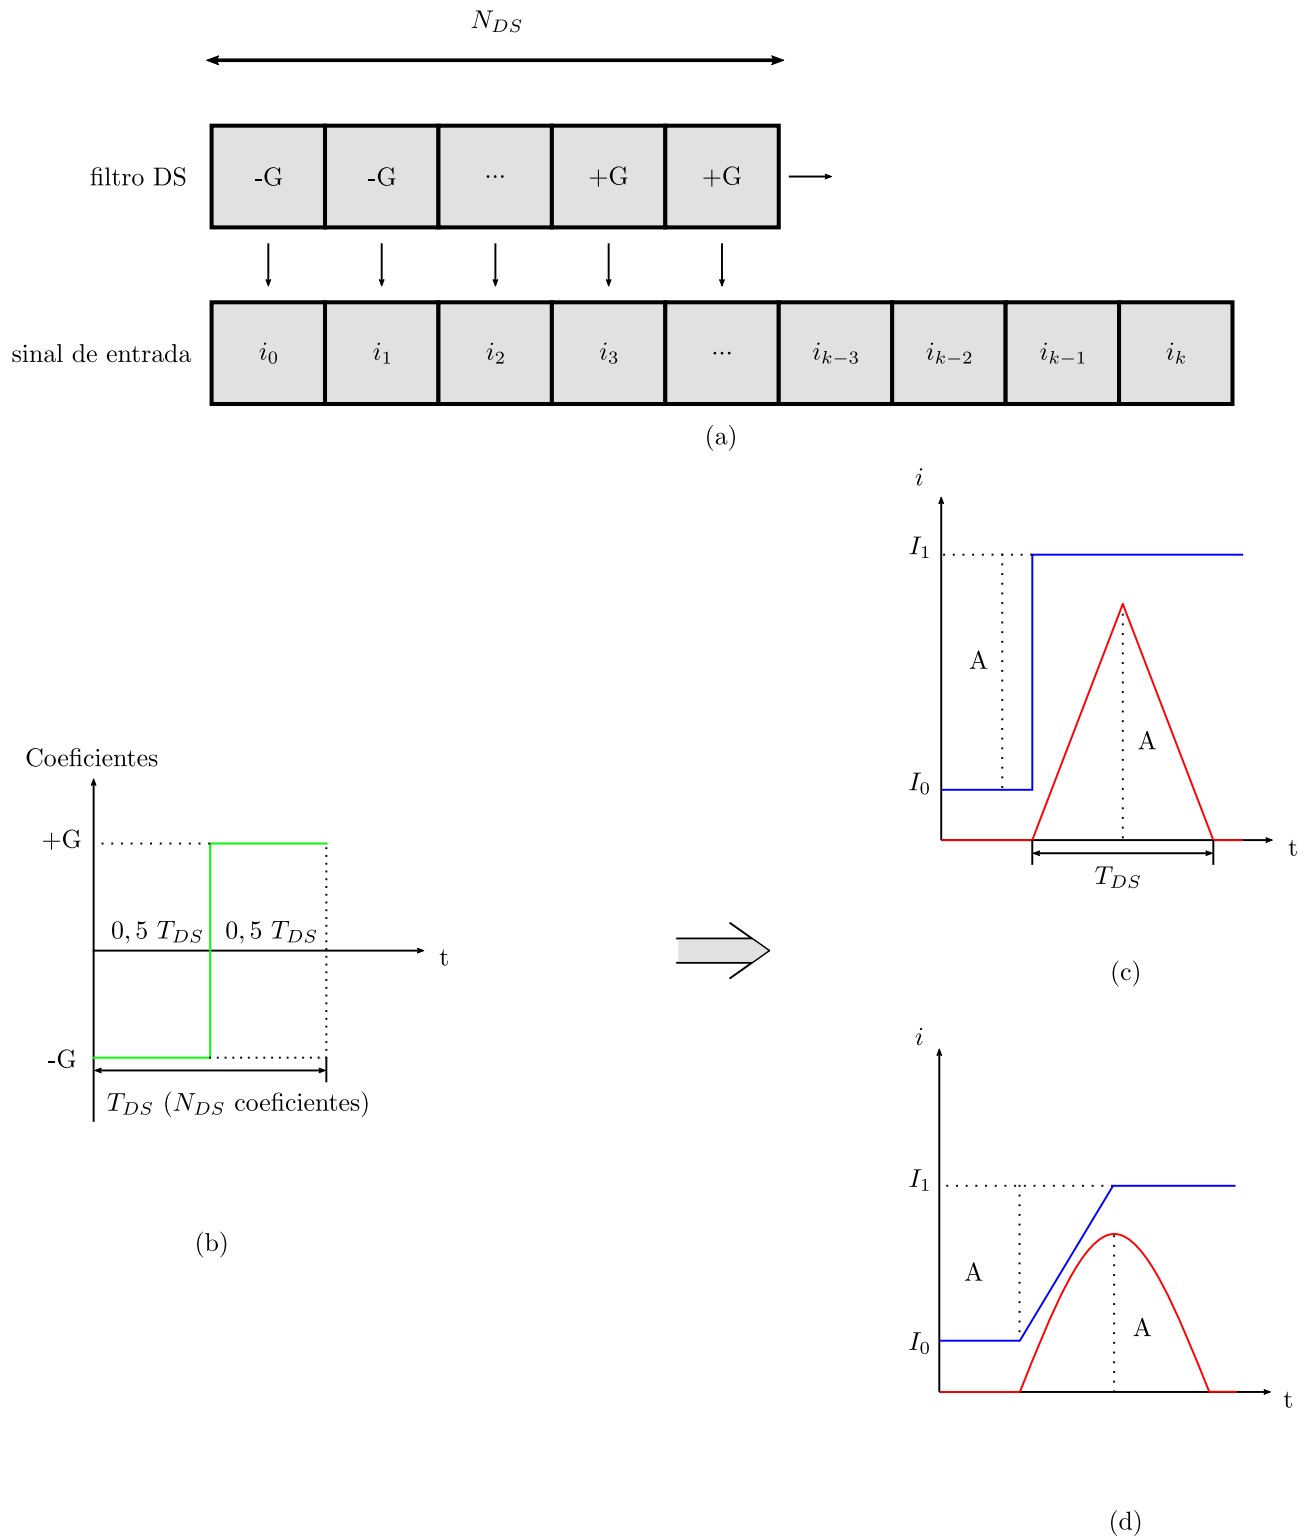 N_{DS}
filtro DS -G -G ... +G +G
sinal de entrada i_0 i_1 i_2 i_3 ... i_{k-3} i_{k-2} i_{k-1} i_k
(a)
Coeficientes
+G
0,5 T_{DS} 0,5 T_{DS}
t
-G
T_{DS} (N_{DS} coeficientes)
(b)
i
I_1
A
A
I_0
t
T_{DS}
(c)
i
I_1
A
A
I_0
t
(d)